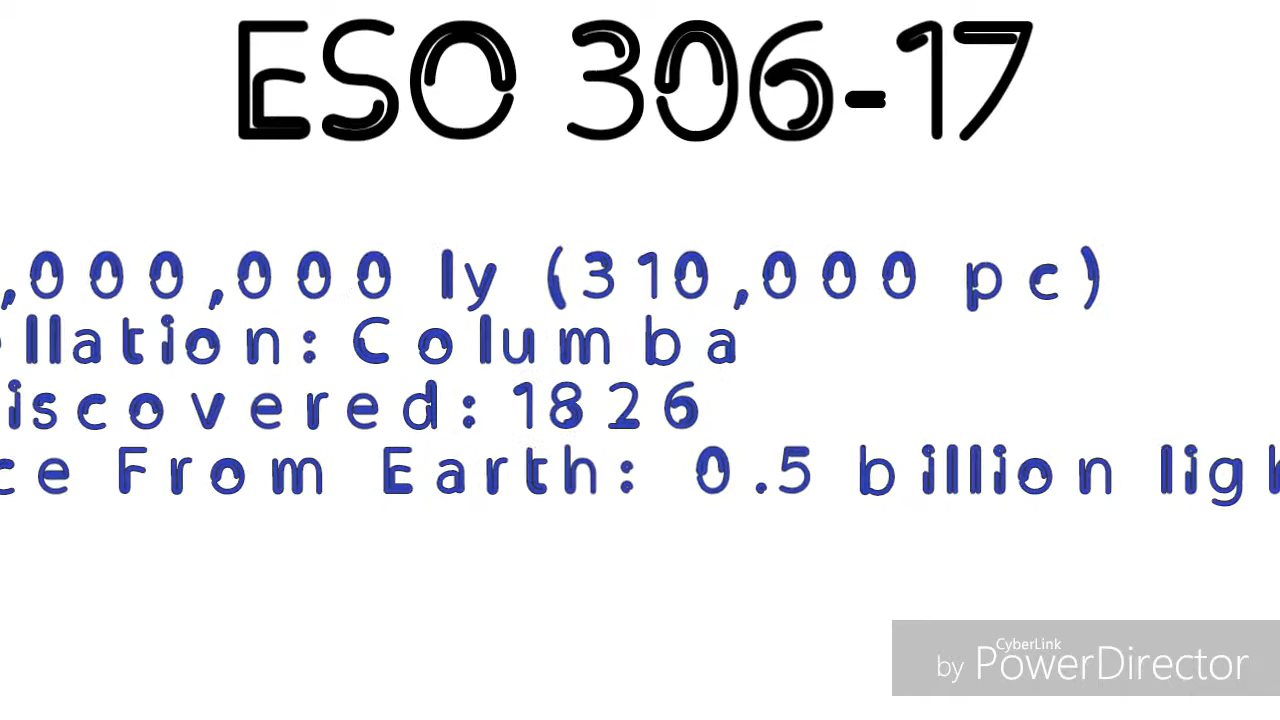 ESO 306-17
,000,000 ly (310,000 pc)
llation: Columba
iscovered: 1826
ce From Earth: 0.5 billion ligh
CyberLink
by PowerDirector